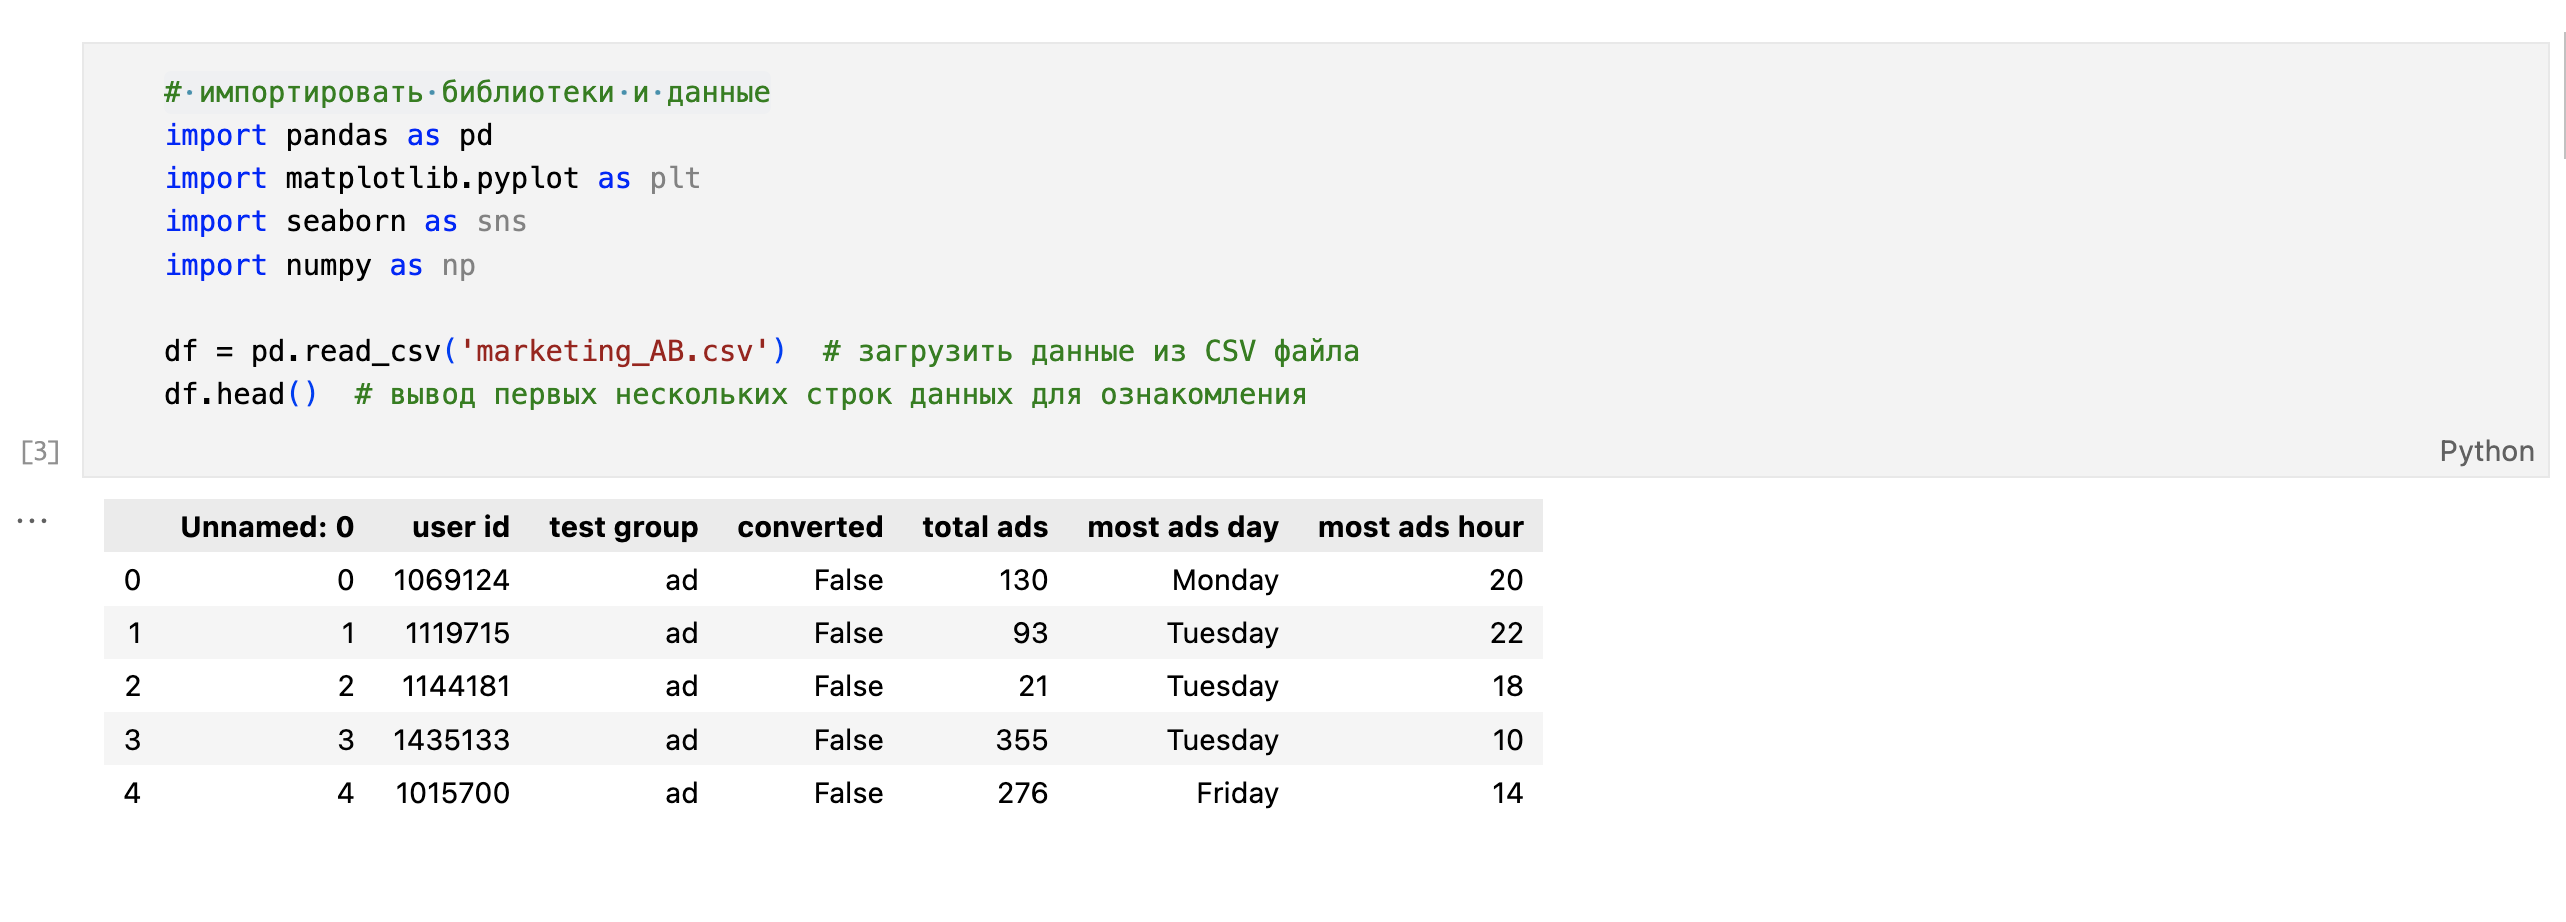 # импортировать библиотеки и данные
import pandas as pd
import matplotlib.pyplot as plt
import seaborn as sns
import numpy as np
df = pd.read_csv('marketing_AB.csv')  # загрузить данные из CSV файла
df.head()  # вывод первых нескольких строк данных для ознакомления
[3]
Python
...
Unnamed: 0 user id test group converted total ads most ads day most ads hour
0 0 1069124 ad False 130 Monday 20
1 1 1119715 ad False 93 Tuesday 22
2 2 1144181 ad False 21 Tuesday 18
3 3 1435133 ad False 355 Tuesday 10
4 4 1015700 ad False 276 Friday 14